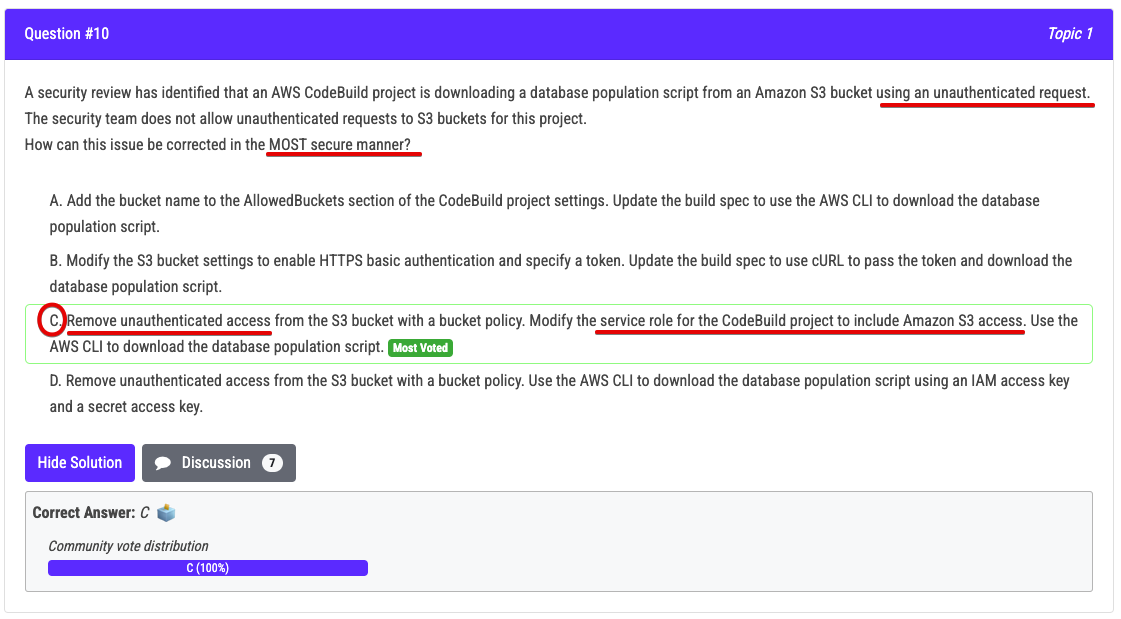 Question #10
Topic 1
A security review has identified that an AWS CodeBuild project is downloading a database population script from an Amazon S3 bucket using an unauthenticated request.
The security team does not allow unauthenticated requests to S3 buckets for this project.
How can this issue be corrected in the MOST secure manner?
A. Add the bucket name to the AllowedBuckets section of the CodeBuild project settings. Update the build spec to use the AWS CLI to download the database
population script.
B. Modify the S3 bucket settings to enable HTTPS basic authentication and specify a token. Update the build spec to use cURL to pass the token and download the
database population script.
C. Remove unauthenticated access from the S3 bucket with a bucket policy. Modify the service role for the CodeBuild project to include Amazon S3 access. Use the
AWS CLI to download the database population script. Most Voted
D. Remove unauthenticated access from the S3 bucket with a bucket policy. Use the AWS CLI to download the database population script using an IAM access key
and a secret access key.
Hide Solution
Discussion 7
Correct Answer: C
Community vote distribution
C (100%)